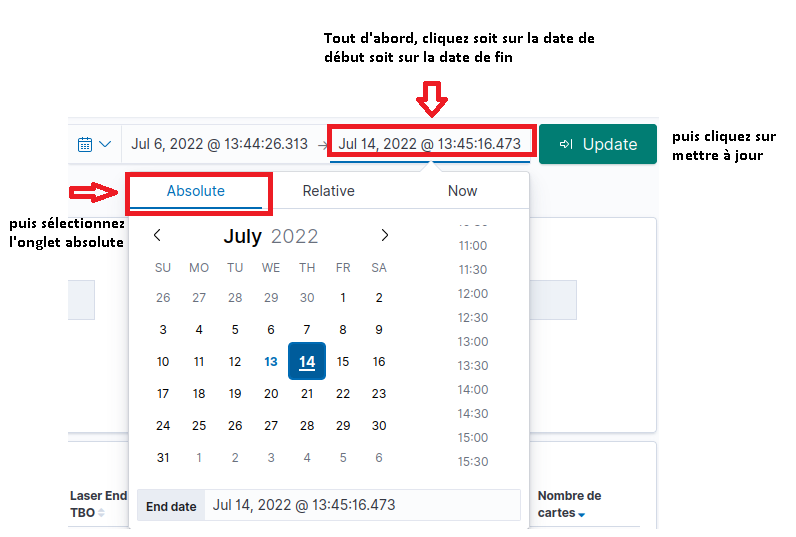 Tout d'abord, cliquez soit sur la date de
début soit sur la date de fin
Jul 6, 2022 @ 13:44:26.313 → Jul 14, 2022 @ 13:45:16.473 Update
puis cliquez sur
mettre à jour
Absolute Relative Now
puis sélectionnez
l'onglet absolute
July 2022
SU MO TU WE TH FR SA
26 27 28 29 30 1 2
3 4 5 6 7 8 9
10 11 12 13 14 15 16
17 18 19 20 21 22 23
24 25 26 27 28 29 30
31 1 2 3 4 5 6
11:00
11:30
12:00
12:30
13:00
13:30
14:00
14:30
15:00
15:30
End date Jul 14, 2022 @ 13:45:16.473
Laser End
TBO
Nombre de
cartes